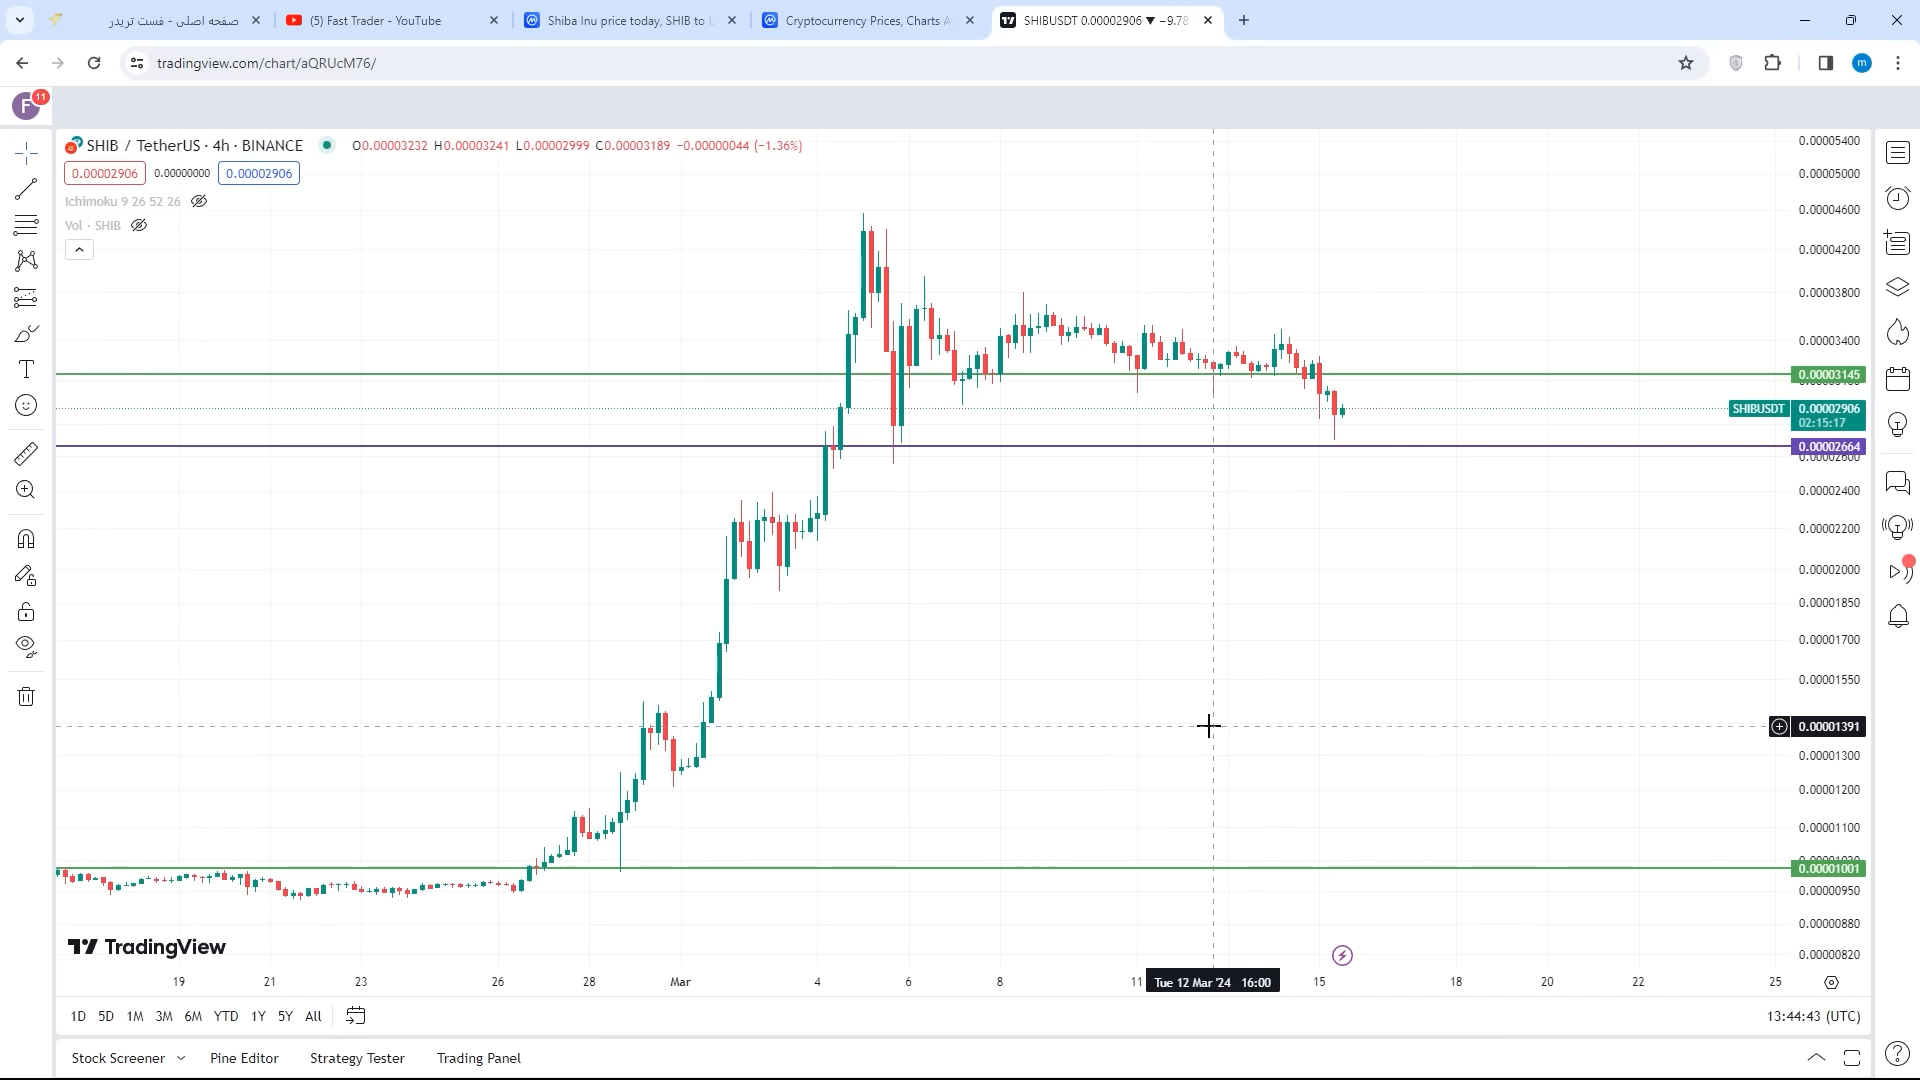 صفحه اصلی - فست تریدر
(5) Fast Trader - YouTube
Shiba Inu price today, SHIB to U
Cryptocurrency Prices, Charts A
SHIBUSDT 0.00002906 ▼ −9.78
tradingview.com/chart/aQRUcM76/
m
F 11
SHIB / TetherUS · 4h · BINANCE O0.00003232 H0.00003241 L0.00002999 C0.00003189 −0.00000044 (−1.36%)
0.00002906 0.00000000 0.00002906
Ichimoku 9 26 52 26
Vol · SHIB
0.00005400
0.00005000
0.00004600
0.00004200
0.00003800
0.00003400
0.00003145
SHIBUSDT 0.00002906
02:15:17
0.00002664
0.00002600
0.00002400
0.00002200
0.00002000
0.00001850
0.00001700
0.00001550
0.00001391
0.00001300
0.00001200
0.00001100
0.00001001
0.00000950
0.00000880
0.00000820
TradingView
19 21 23 26 28 Mar 4 6 8 11 Tue 12 Mar '24 16:00 15 18 20 22 25
1D 5D 1M 3M 6M YTD 1Y 5Y All
13:44:43 (UTC)
Stock Screener Pine Editor Strategy Tester Trading Panel